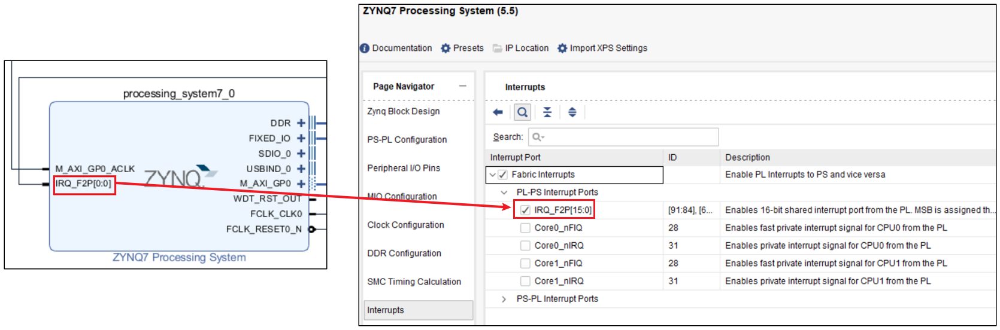 processing_system7_0
DDR
FIXED_IO
SDIO_0
M_AXI_GP0_ACLK
USBIND_0
IRQ_F2P[0:0]
ZYNQ
M_AXI_GP0
WDT_RST_OUT
FCLK_CLK0
FCLK_RESET0_N
ZYNQ7 Processing System
ZYNQ7 Processing System (5.5)
Documentation Presets IP Location Import XPS Settings
Page Navigator
Zynq Block Design
PS-PL Configuration
Peripheral I/O Pins
MIO Configuration
Clock Configuration
DDR Configuration
SMC Timing Calculation
Interrupts
Interrupts
Search:
Interrupt Port ID Description
Fabric Interrupts Enable PL Interrupts to PS and vice versa
PL-PS Interrupt Ports
IRQ_F2P[15:0] [91:84], [6... Enables 16-bit shared interrupt port from the PL. MSB is assigned th...
Core0_nFIQ 28 Enables fast private interrupt signal for CPU0 from the PL
Core0_nIRQ 31 Enables private interrupt signal for CPU0 from the PL
Core1_nFIQ 28 Enables fast private interrupt signal for CPU1 from the PL
Core1_nIRQ 31 Enables private interrupt signal for CPU1 from the PL
PS-PL Interrupt Ports